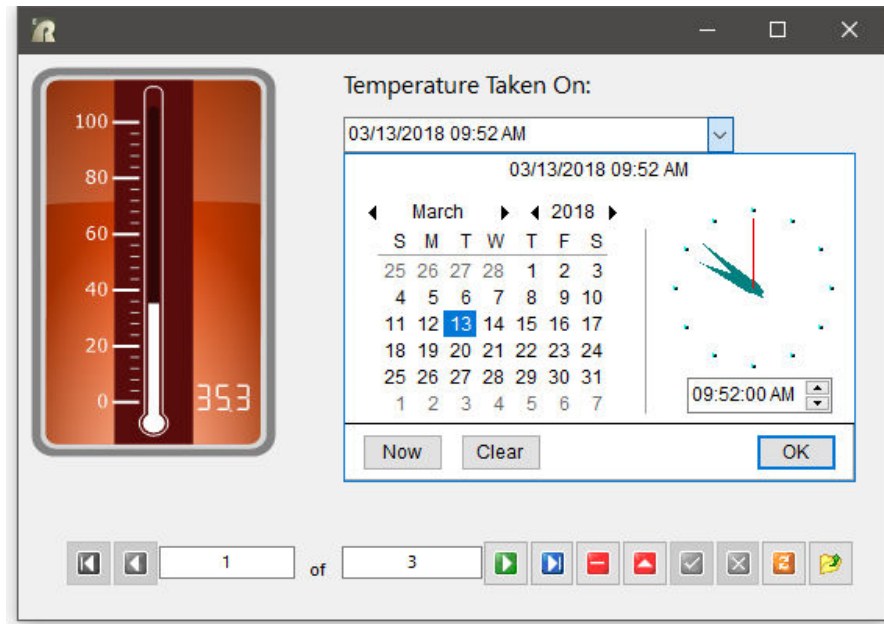 R
Temperature Taken On:
03/13/2018 09:52 AM
03/13/2018 09:52 AM
March 2018
S M T W T F S
25 26 27 28 1 2 3
4 5 6 7 8 9 10
11 12 13 14 15 16 17
18 19 20 21 22 23 24
25 26 27 28 29 30 31
1 2 3 4 5 6 7
09:52:00 AM
Now Clear OK
100
80
60
40
20
0
35.3
1 of 3